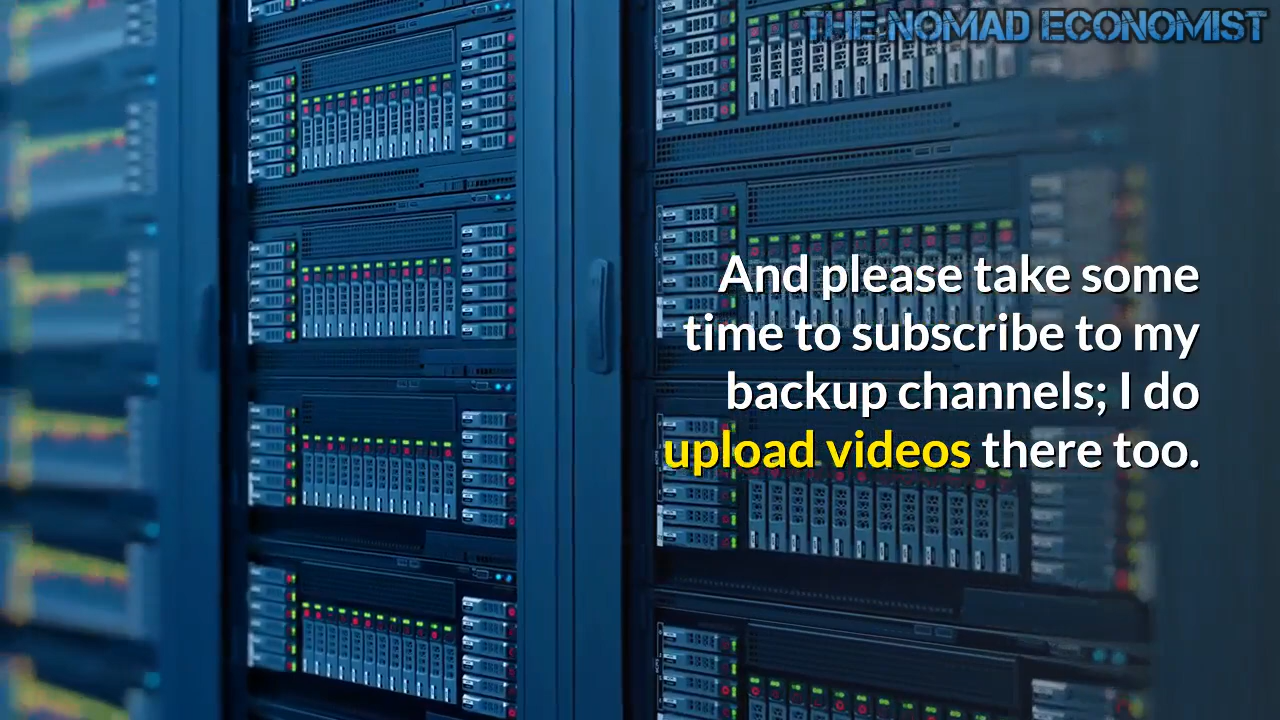 THE NOMAD ECONOMIST
And please take some
time to subscribe to my
backup channels; I do
upload videos there too.